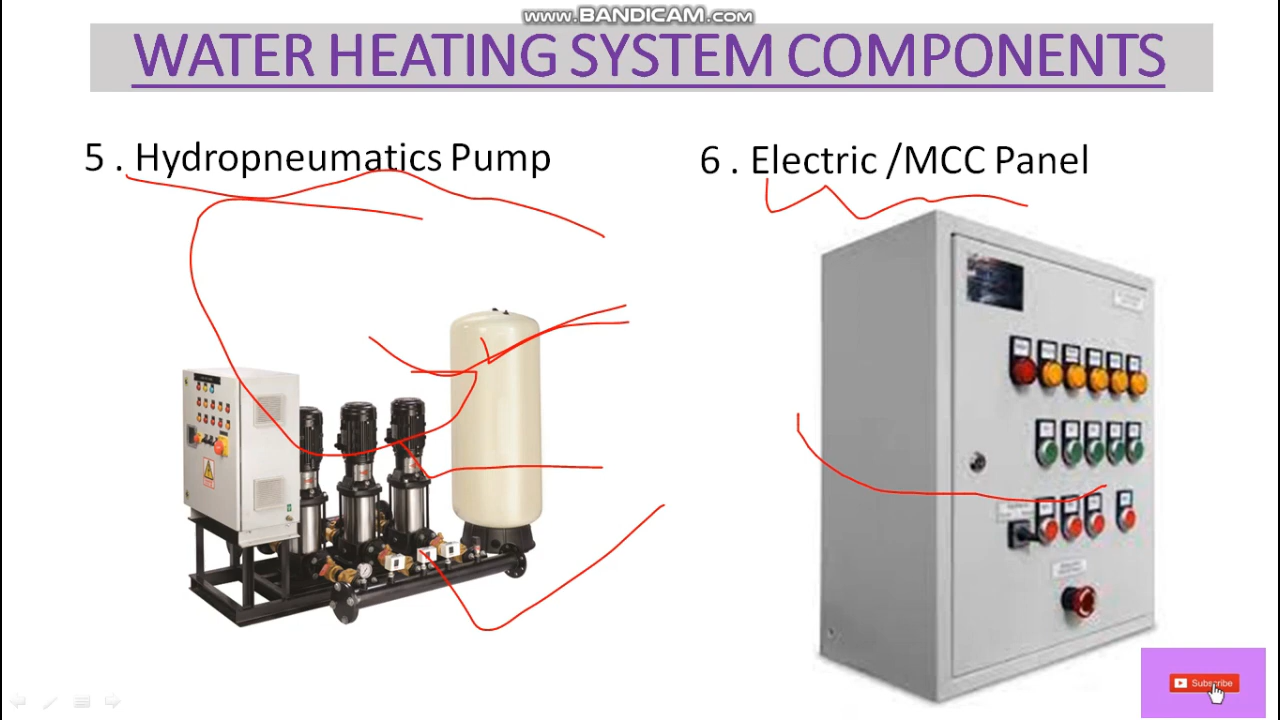 www.BANDICAM.com
WATER HEATING SYSTEM COMPONENTS
5 . Hydropneumatics Pump
6 . Electric /MCC Panel
Subscribe